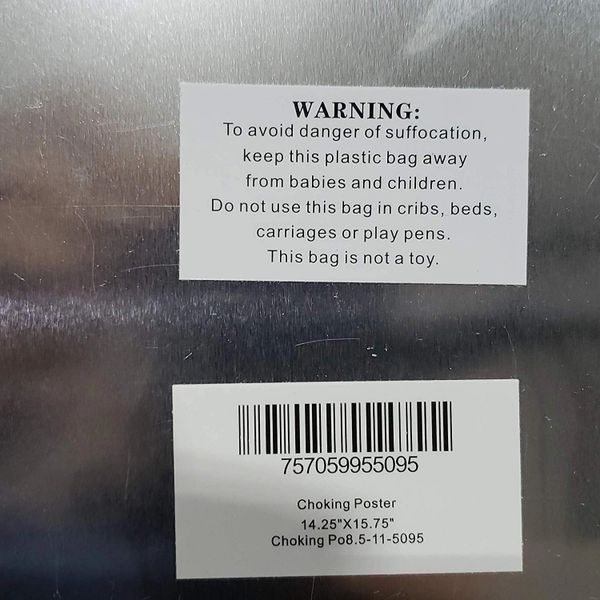 WARNING:
To avoid danger of suffocation,
keep this plastic bag away
from babies and children.
Do not use this bag in cribs, beds,
carriages or play pens.
This bag is not a toy.
757059955095
Choking Poster
14.25"X15.75"
Choking Po8.5-11-5095